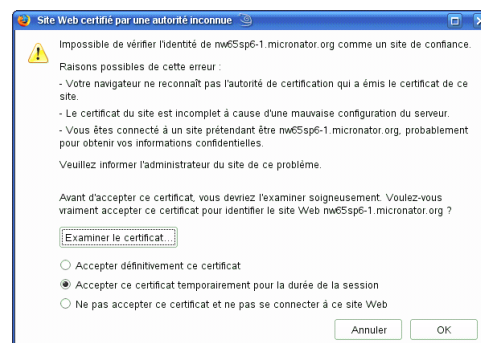 Site Web certifié par une autorité inconnue
Impossible de vérifier l'identité de nw65sp6-1.micronator.org comme un site de confiance.
Raisons possibles de cette erreur :
- Votre navigateur ne reconnaît pas l'autorité de certification qui a émis le certificat de ce
site.
- Le certificat du site est incomplet à cause d'une mauvaise configuration du serveur.
- Vous êtes connecté à un site prétendant être nw65sp6-1.micronator.org, probablement
pour obtenir vos informations confidentielles.
Veuillez informer l'administrateur du site de ce problème.
Avant d'accepter ce certificat, vous devriez l'examiner soigneusement. Voulez-vous
vraiment accepter ce certificat pour identifier le site Web nw65sp6-1.micronator.org ?
Examiner le certificat...
Accepter définitivement ce certificat
Accepter ce certificat temporairement pour la durée de la session
Ne pas accepter ce certificat et ne pas se connecter à ce site Web
Annuler
OK